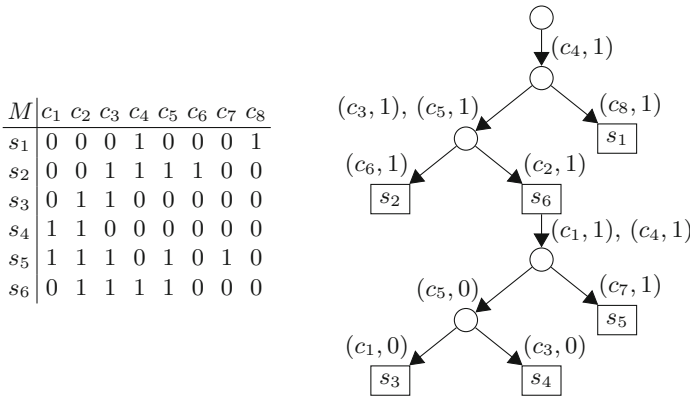 M c₁ c₂ c₃ c₄ c₅ c₆ c₇ c₈
s₁ 0 0 0 1 0 0 0 1
s₂ 0 0 1 1 1 1 0 0
s₃ 0 1 1 0 0 0 0 0
s₄ 1 1 0 0 0 0 0 0
s₅ 1 1 1 0 1 0 1 0
s₆ 0 1 1 1 1 0 0 0
(c₄, 1)
(c₃, 1), (c₅, 1)
(c₈, 1)
s₁
(c₆, 1)
(c₂, 1)
s₂
s₆
(c₁, 1), (c₄, 1)
(c₅, 0)
(c₇, 1)
s₅
(c₁, 0)
(c₃, 0)
s₃
s₄